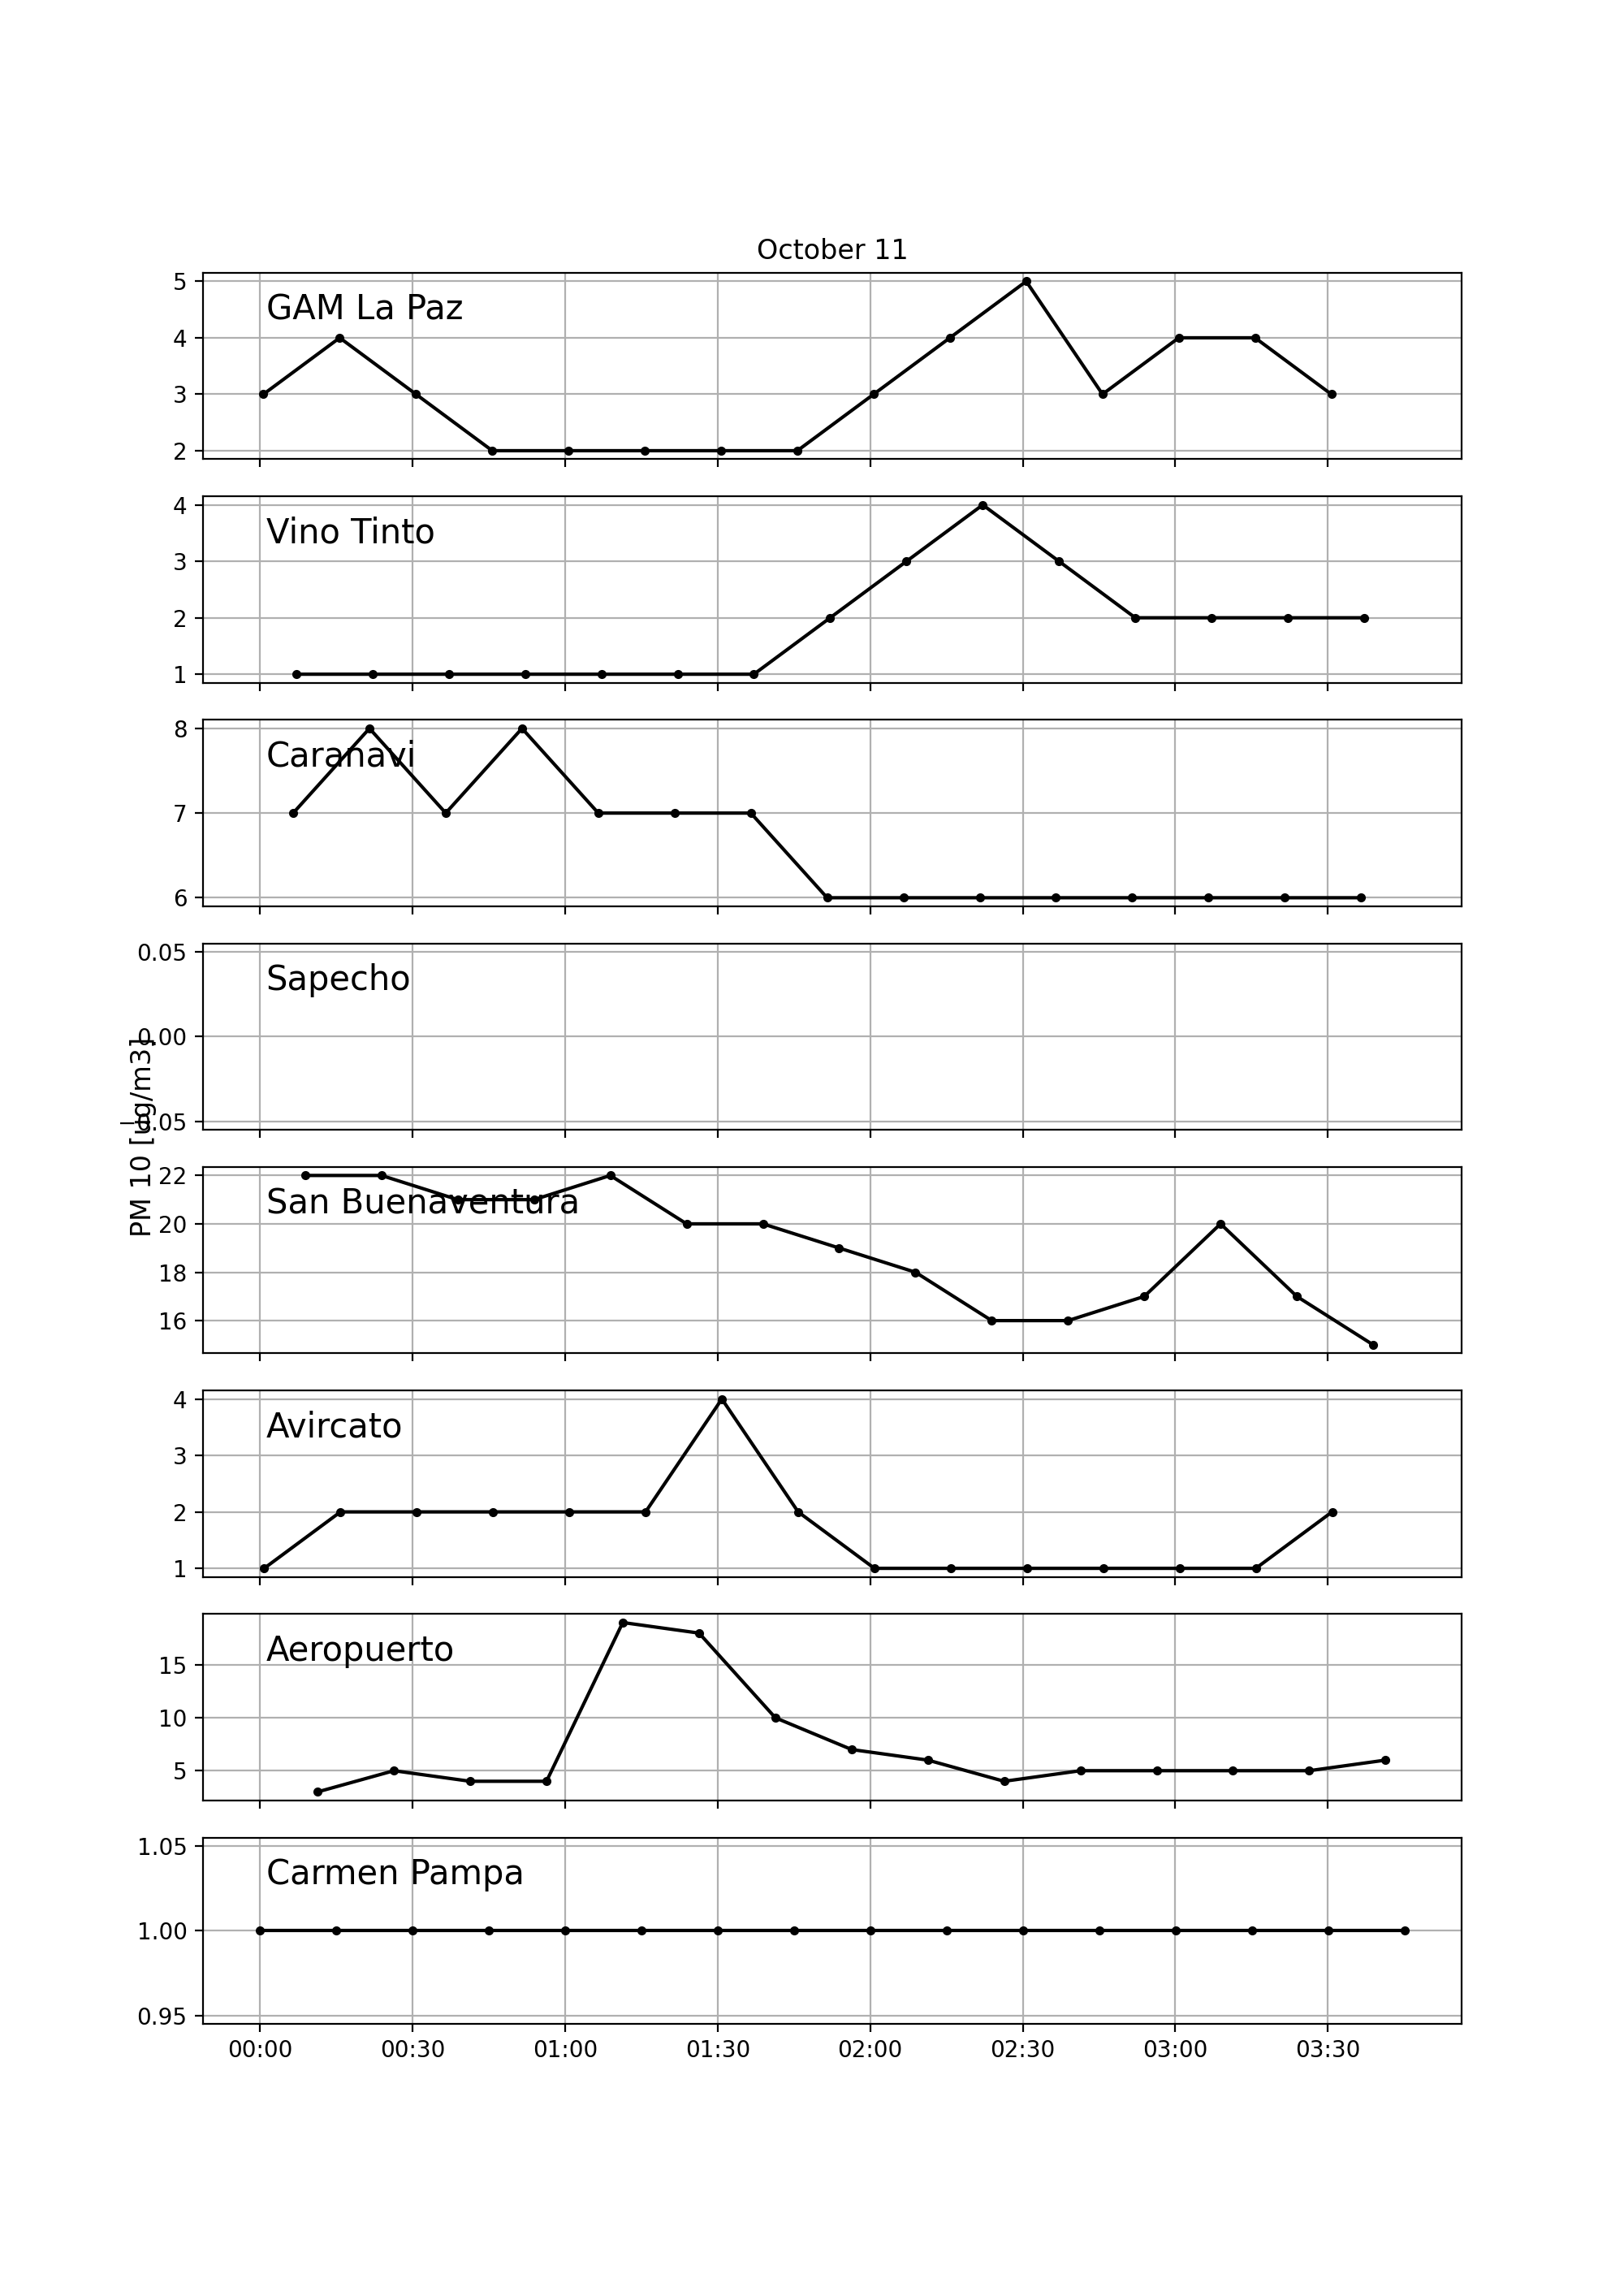 October 11
5
GAM La Paz
4
3
2
4
Vino Tinto
3
2
1
8
Caranavi
7
6
0.05
Sapecho
0.00
−0.05
PM 10 [ug/m3]
22
San Buenaventura
20
18
16
4
Avircato
3
2
1
Aeropuerto
15
10
5
1.05
Carmen Pampa
1.00
0.95
00:00 00:30 01:00 01:30 02:00 02:30 03:00 03:30